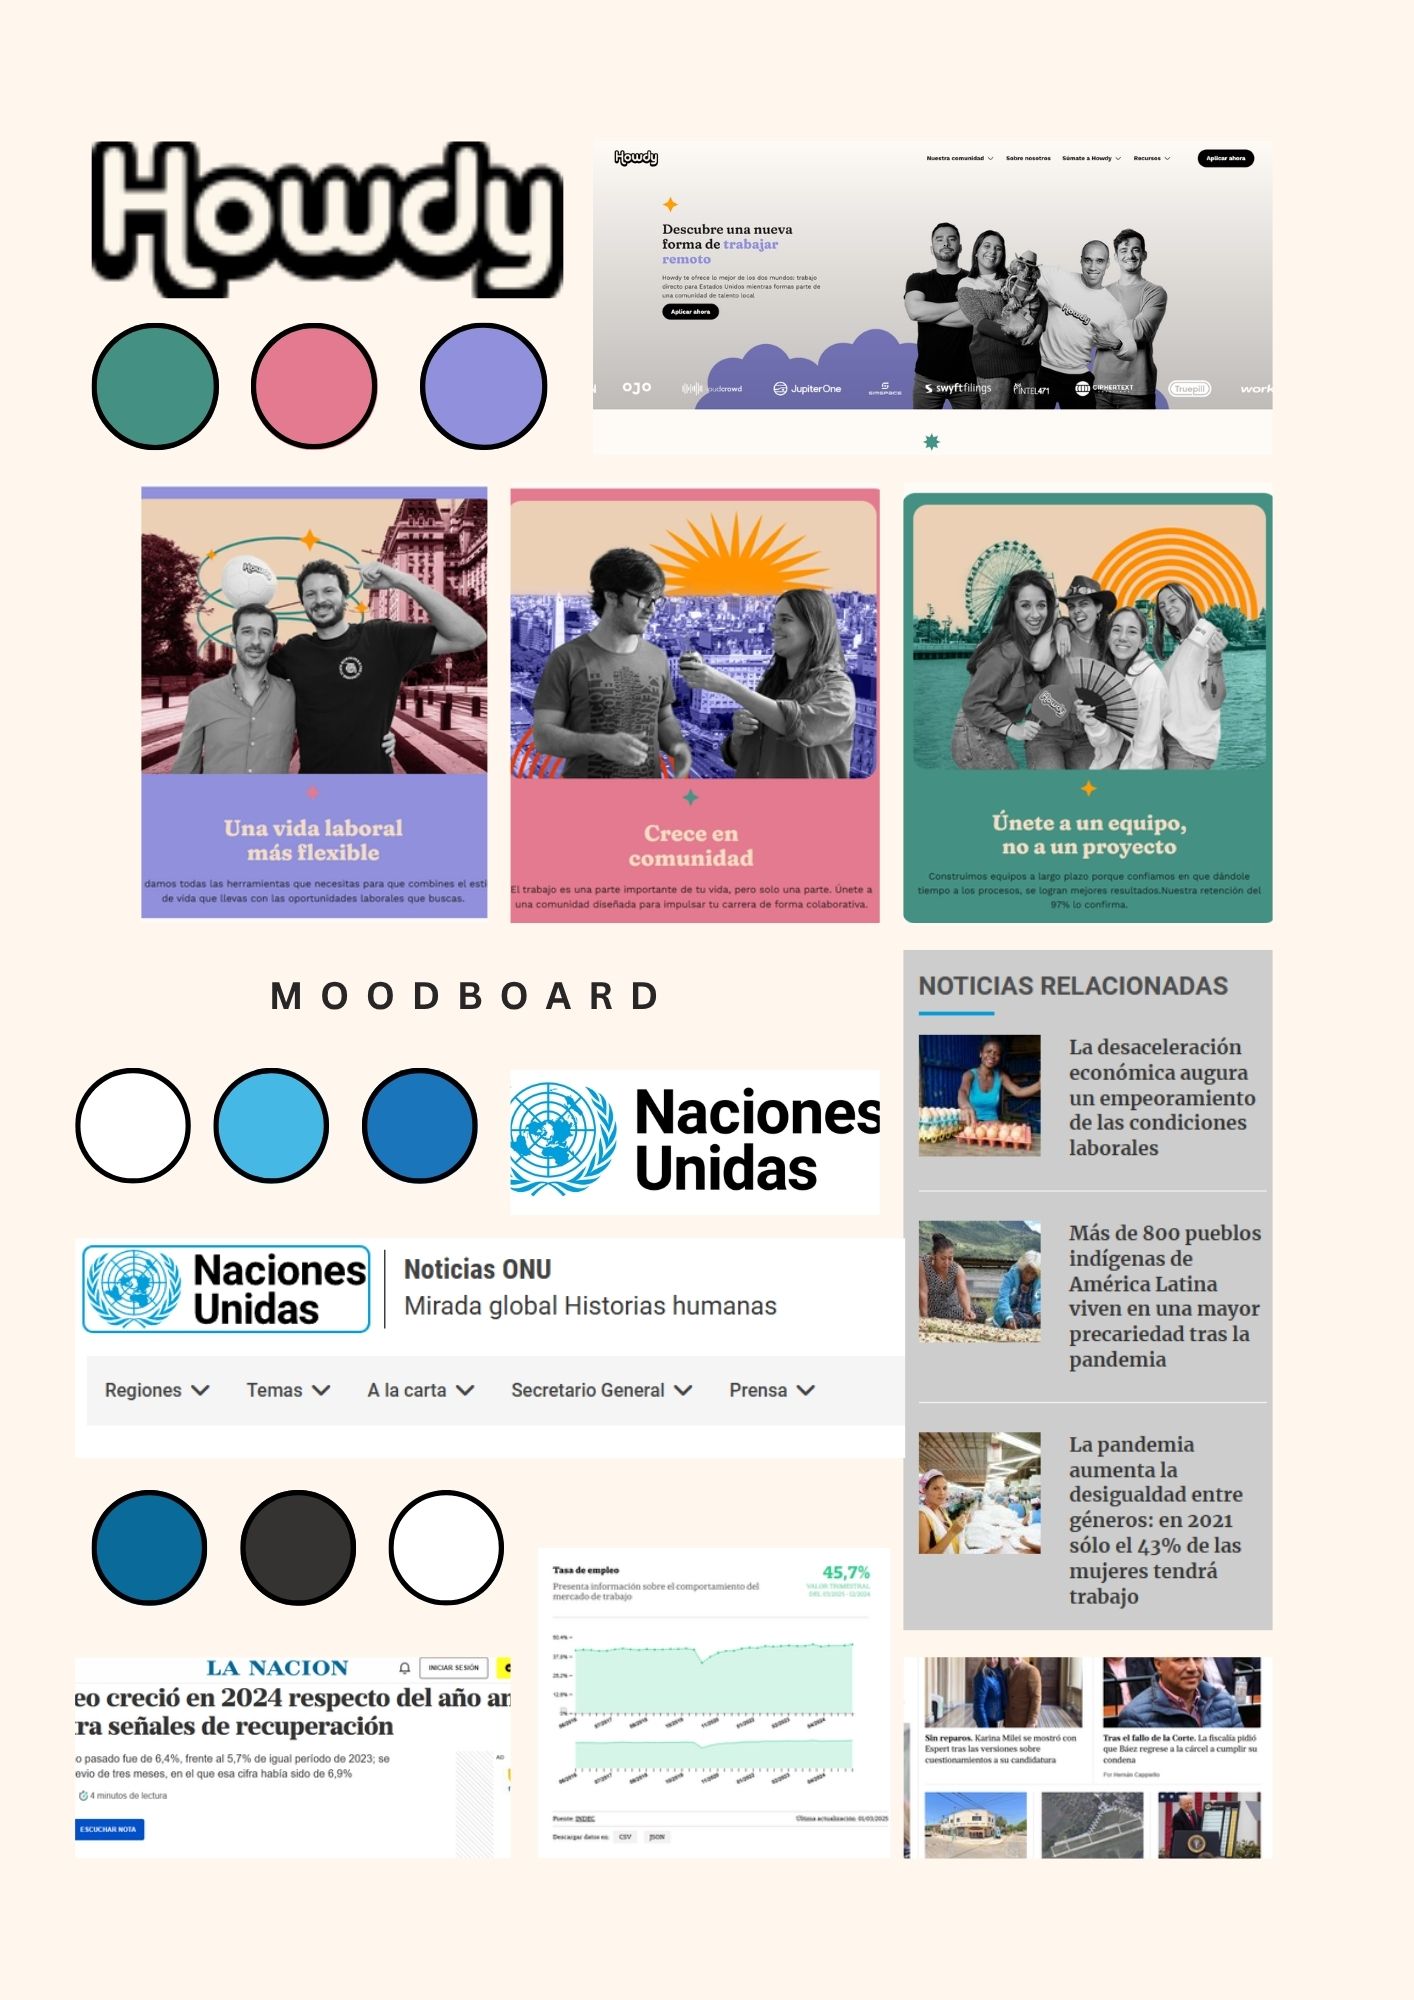 Howdy
Howdy
Nuestra comunidad
Sobre nosotros
Súmate a Howdy
Recursos
Aplicar ahora
Descubre una nueva
forma de trabajar
remoto
Howdy te ofrece lo mejor de los dos mundos: trabajo
directo para Estados Unidos mientras formas parte de
una comunidad de talento local
Aplicar ahora
Howdy
OJO
JupiterOne
SIMSPACE
swyftfilings
INTEL471
CIPHERTEXT
Truepill
work
Howdy
Una vida laboral
más flexible
damos todas las herramientas que necesitas para que combines el esti
de vida que llevas con las oportunidades laborales que buscas.
Crece en
comunidad
El trabajo es una parte importante de tu vida, pero solo una parte. Únete a
una comunidad diseñada para impulsar tu carrera de forma colaborativa.
Howdy
Únete a un equipo,
no a un proyecto
Construimos equipos a largo plazo porque confiamos en que dándole
tiempo a los procesos, se logran mejores resultados.Nuestra retención del
97% lo confirma.
MOODBOARD
Naciones
Unidas
NOTICIAS RELACIONADAS
La desaceleración
económica augura
un empeoramiento
de las condiciones
laborales
Más de 800 pueblos
indígenas de
América Latina
viven en una mayor
precariedad tras la
pandemia
La pandemia
aumenta la
desigualdad entre
géneros: en 2021
sólo el 43% de las
mujeres tendrá
trabajo
Naciones
Unidas
Noticias ONU
Mirada global Historias humanas
Regiones
Temas
A la carta
Secretario General
Prensa
LA NACION
INICIAR SESIÓN
eo creció en 2024 respecto del año an
tra señales de recuperación
o pasado fue de 6,4%, frente al 5,7% de igual período de 2023; se
evio de tres meses, en el que esa cifra había sido de 6,9%
4 minutos de lectura
ESCUCHAR NOTA
AD
Tasa de empleo
Presenta información sobre el comportamiento del
mercado de trabajo
45,7%
VALOR TRIMESTRAL
Fuente: INDEC
Última actualización: 01/03/2025
Descargar datos en:
CSV
JSON
Sin reparos. Karina Milei se mostró con
Espert tras las versiones sobre
cuestionamientos a su candidatura
Tras el fallo de la Corte. La fiscalía pidió
que Báez regrese a la cárcel a cumplir su
condena
Por Hernán Cappiello